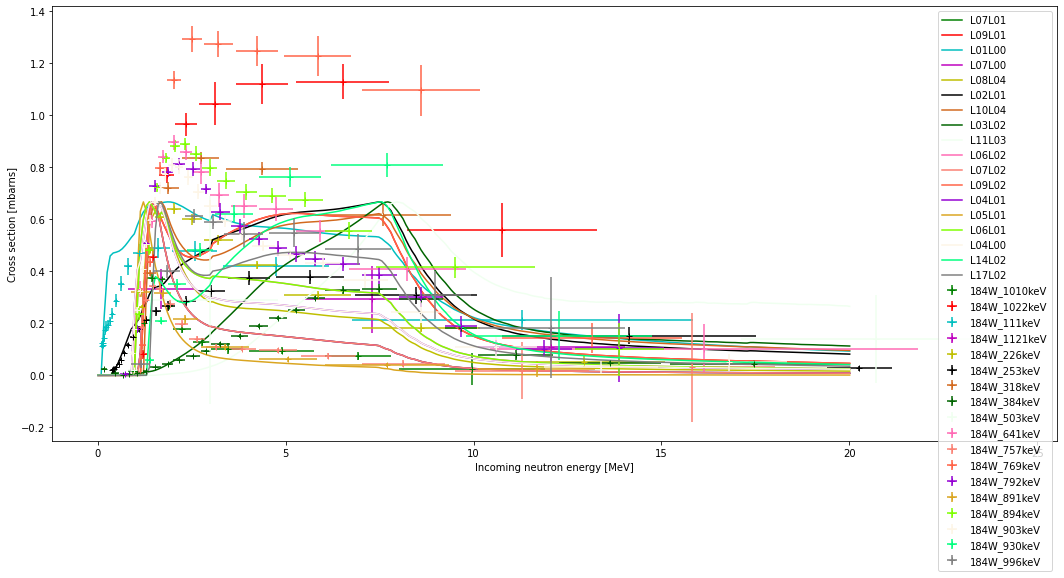 1.4
1.2
1.0
0.8
0.6
0.4
0.2
0.0
−0.2
Cross section [mbarns]
0
5
10
15
20
Incoming neutron energy [MeV]
L07L01
L09L01
L01L00
L07L00
L08L04
L02L01
L10L04
L03L02
L11L03
L06L02
L07L02
L09L02
L04L01
L05L01
L06L01
L04L00
L14L02
L17L02
184W_1010keV
184W_1022keV
184W_111keV
184W_1121keV
184W_226keV
184W_253keV
184W_318keV
184W_384keV
184W_503keV
184W_641keV
184W_757keV
184W_769keV
184W_792keV
184W_891keV
184W_894keV
184W_903keV
184W_930keV
184W_996keV